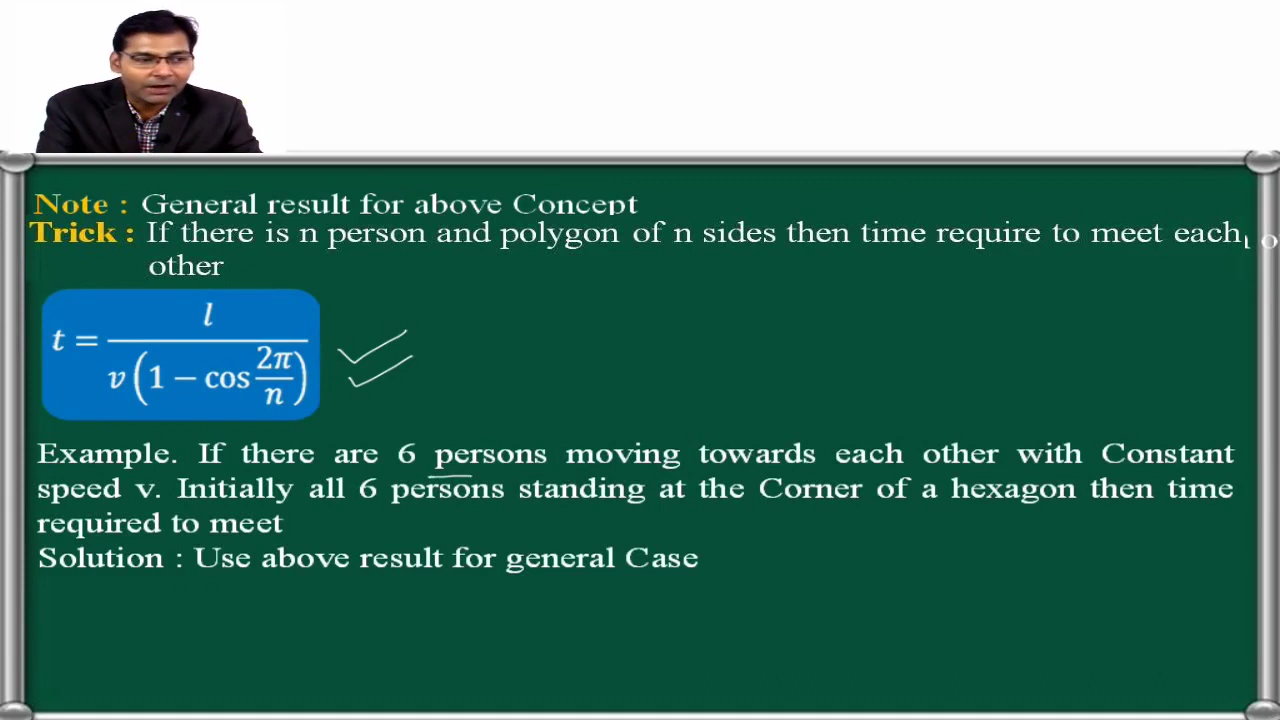 Note : General result for above Concept
Trick : If there is n person and polygon of n sides then time require to meet each
other
t = l / v(1 − cos 2π/n)
Example. If there are 6 persons moving towards each other with Constant
speed v. Initially all 6 persons standing at the Corner of a hexagon then time
required to meet
Solution : Use above result for general Case